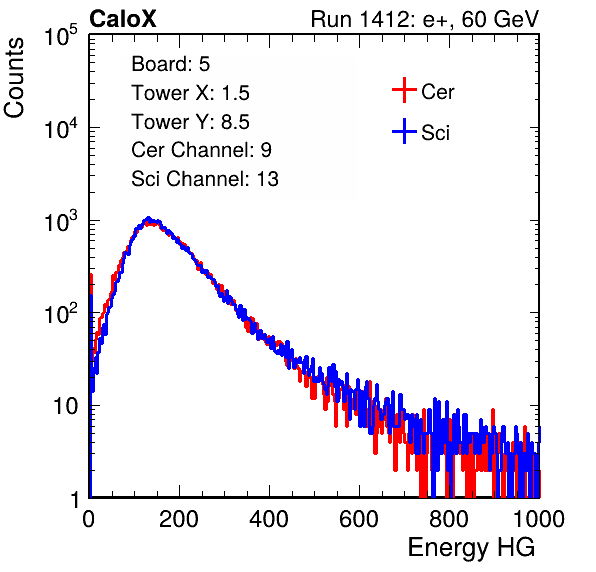 CaloX Run 1412: e+, 60 GeV
Counts
Board: 5
Tower X: 1.5
Tower Y: 8.5
Cer Channel: 9
Sci Channel: 13
Cer
Sci
10^5
10^4
10^3
10^2
10
1
0 200 400 600 800 1000
Energy HG